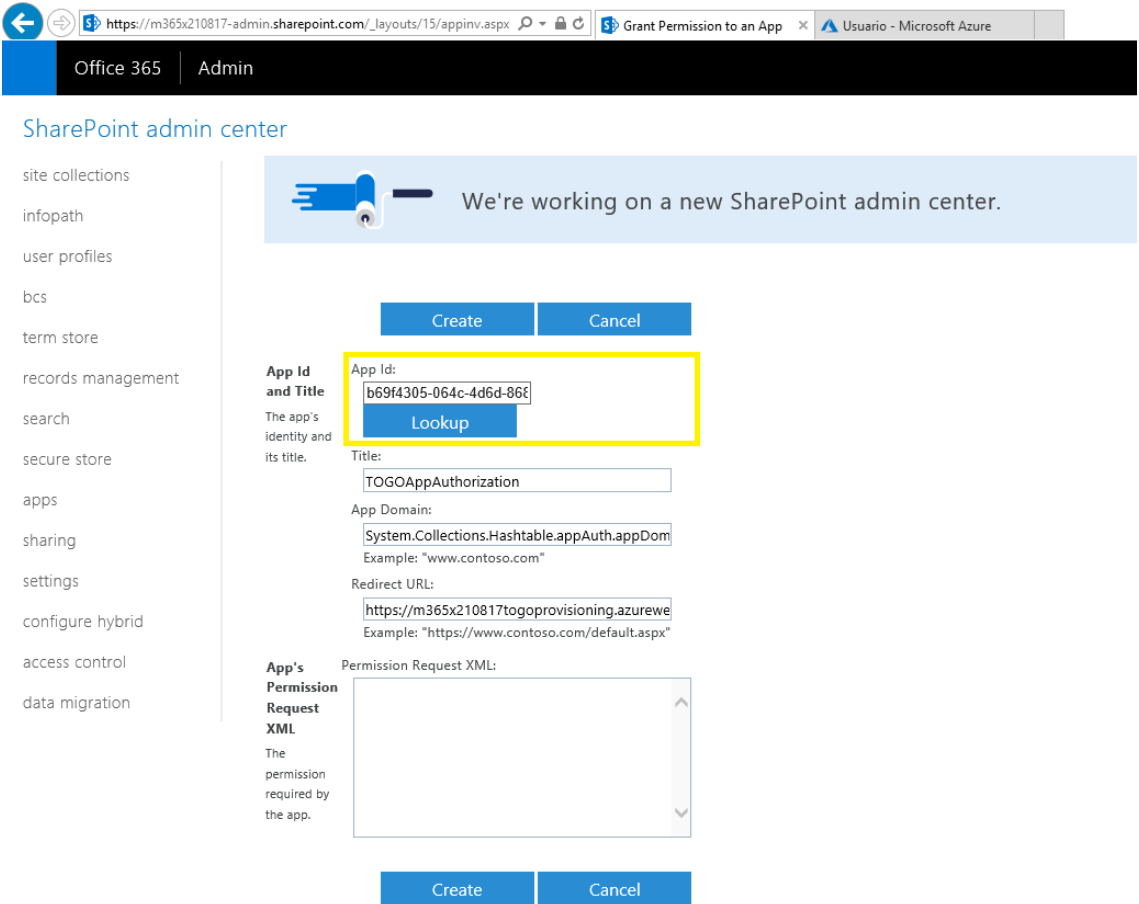 https://m365x210817-admin.sharepoint.com/_layouts/15/appinv.aspx
Grant Permission to an App
Usuario - Microsoft Azure
Office 365
Admin
SharePoint admin center
site collections
infopath
user profiles
bcs
term store
records management
search
secure store
apps
sharing
settings
configure hybrid
access control
data migration
We're working on a new SharePoint admin center.
Create
Cancel
App Id
and Title
The app's
identity and
its title.
App Id:
b69f4305-064c-4d6d-868
Lookup
Title:
TOGOAppAuthorization
App Domain:
System.Collections.Hashtable.appAuth.appDom
Example: "www.contoso.com"
Redirect URL:
https://m365x210817togoprovisioning.azurewe
Example: "https://www.contoso.com/default.aspx"
App's
Permission
Request
XML
The
permission
required by
the app.
Permission Request XML:
Create
Cancel